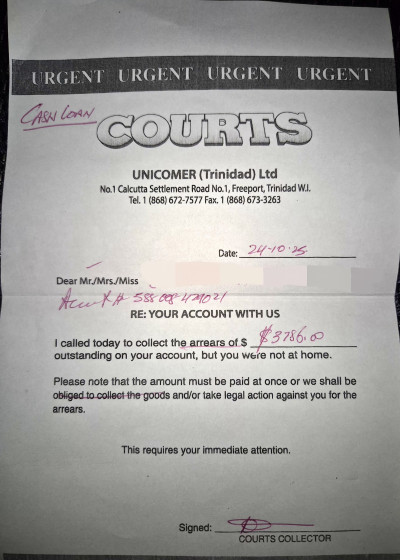 URGENT URGENT URGENT URGENT
CASH LOAN
COURTS
UNICOMER (Trinidad) Ltd
No.1 Calcutta Settlement Road No.1, Freeport, Trinidad W.I.
Tel. 1 (868) 672-7577 Fax. 1 (868) 673-3263
Date: 24-10-25
Dear Mr./Mrs./Miss
RE: YOUR ACCOUNT WITH US
I called today to collect the arrears of $ $3786.00
outstanding on your account, but you were not at home.
Please note that the amount must be paid at once or we shall be
obliged to collect the goods and/or take legal action against you for the
arrears.
This requires your immediate attention.
Signed:
COURTS COLLECTOR